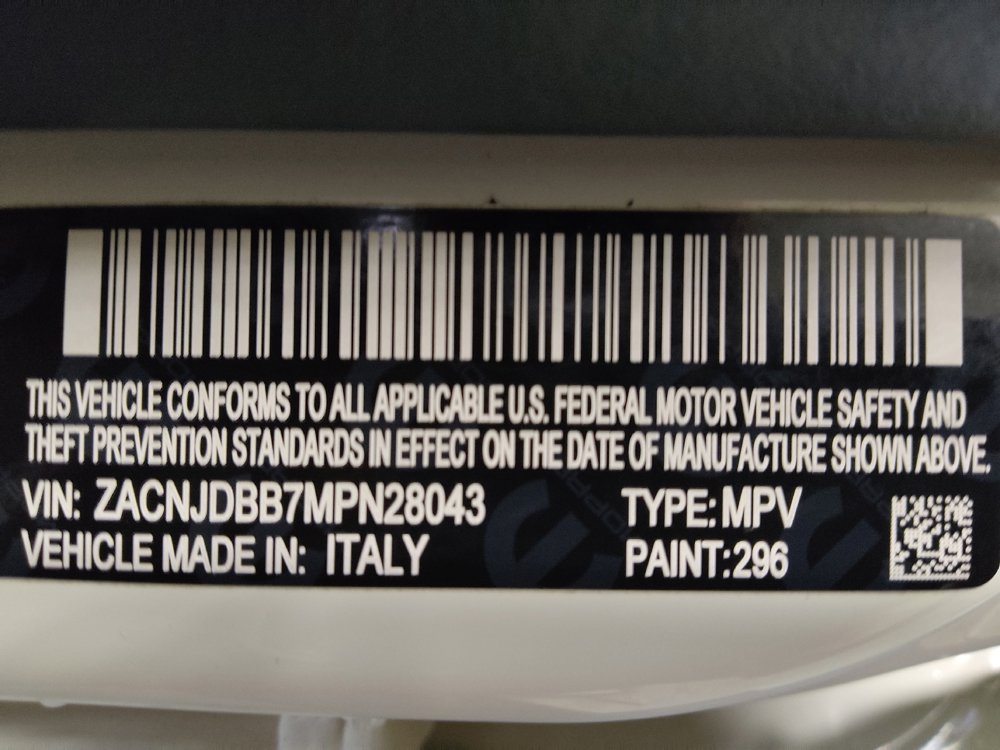 THIS VEHICLE CONFORMS TO ALL APPLICABLE U.S. FEDERAL MOTOR VEHICLE SAFETY AND
THEFT PREVENTION STANDARDS IN EFFECT ON THE DATE OF MANUFACTURE SHOWN ABOVE.
VIN: ZACNJDBB7MPN28043 TYPE: MPV
VEHICLE MADE IN: ITALY PAINT:296